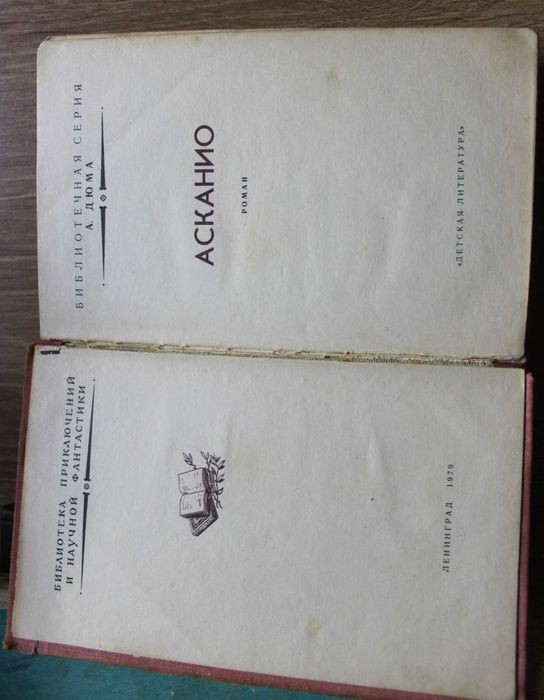 БИБЛИОТЕКА ПРИКЛЮЧЕНИЙ
И НАУЧНОЙ ФАНТАСТИКИ
ЛЕНИНГРАД 1979
БИБЛИОТЕЧНАЯ СЕРИЯ
А. ДЮМА
АСКАНИО
РОМАН
«ДЕТСКАЯ ЛИТЕРАТУРА»